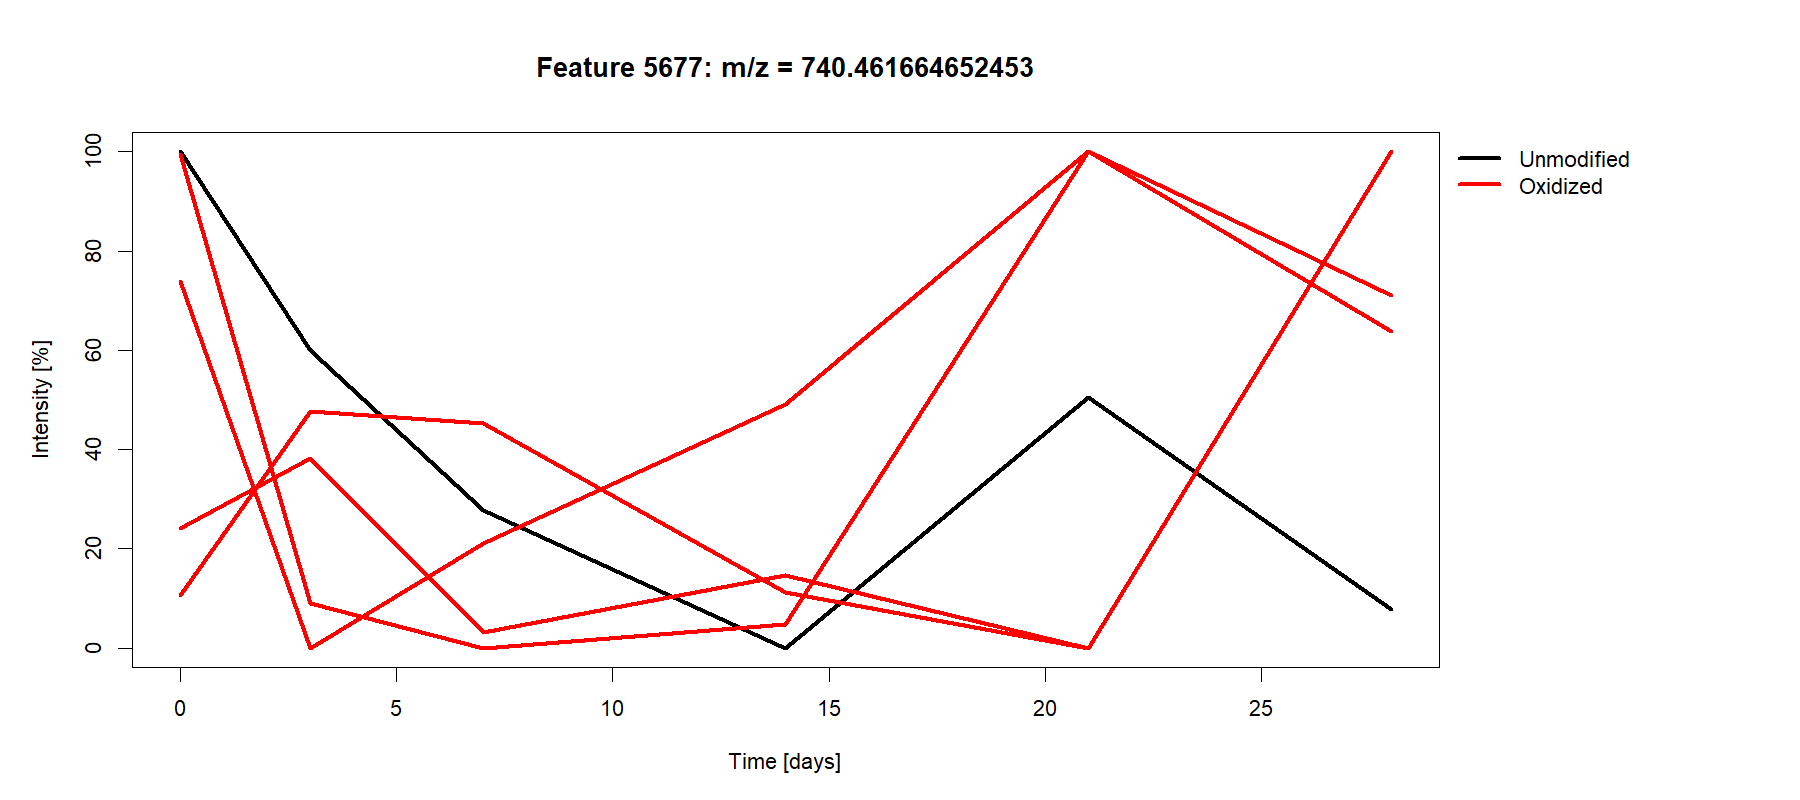 Feature 5677: m/z = 740.461664652453
Unmodified
Oxidized
Intensity [%]
100
80
60
40
20
0
0 5 10 15 20 25
Time [days]